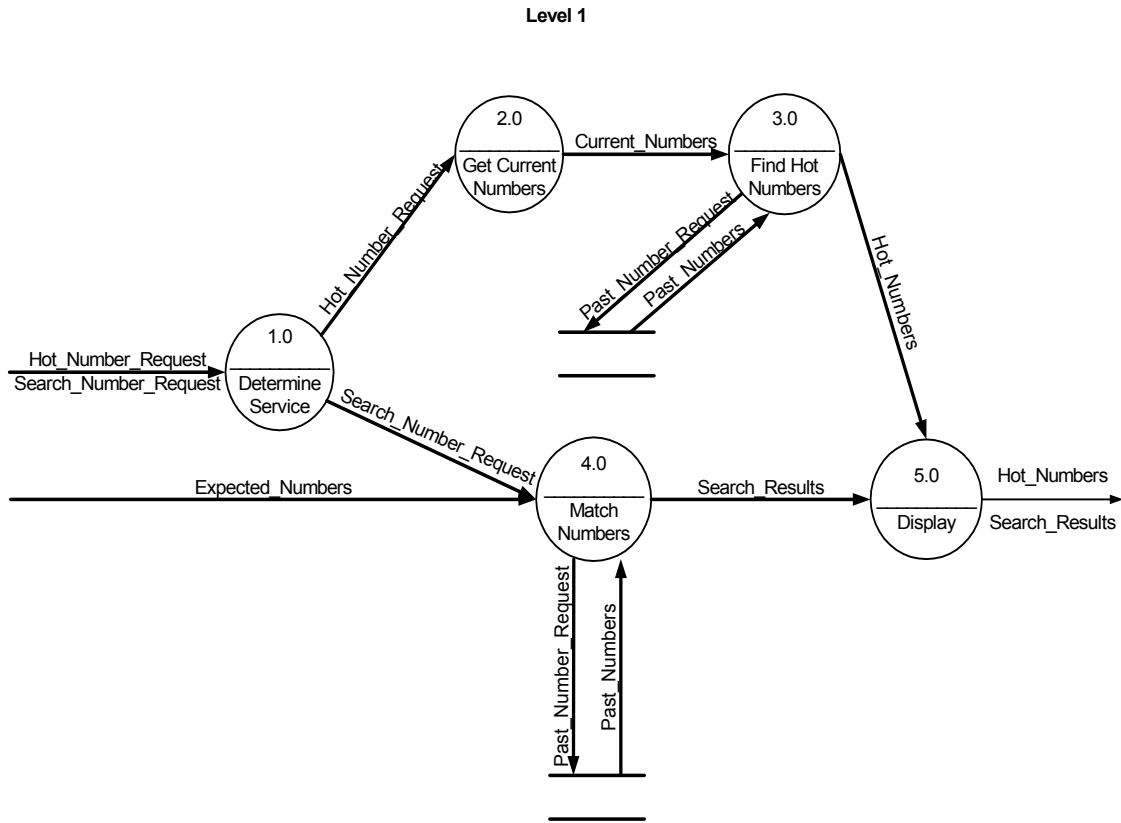 Level 1
2.0
Get Current
Numbers
Current_Numbers
3.0
Find Hot
Numbers
Hot_Number_Request
Past_Number_Request
Past_Numbers
Hot_Numbers
1.0
Determine
Service
Hot_Number_Request
Search_Number_Request
Search_Number_Request
Expected_Numbers
4.0
Match
Numbers
Search_Results
5.0
Display
Hot_Numbers
Search_Results
Past_Number_Request
Past_Numbers